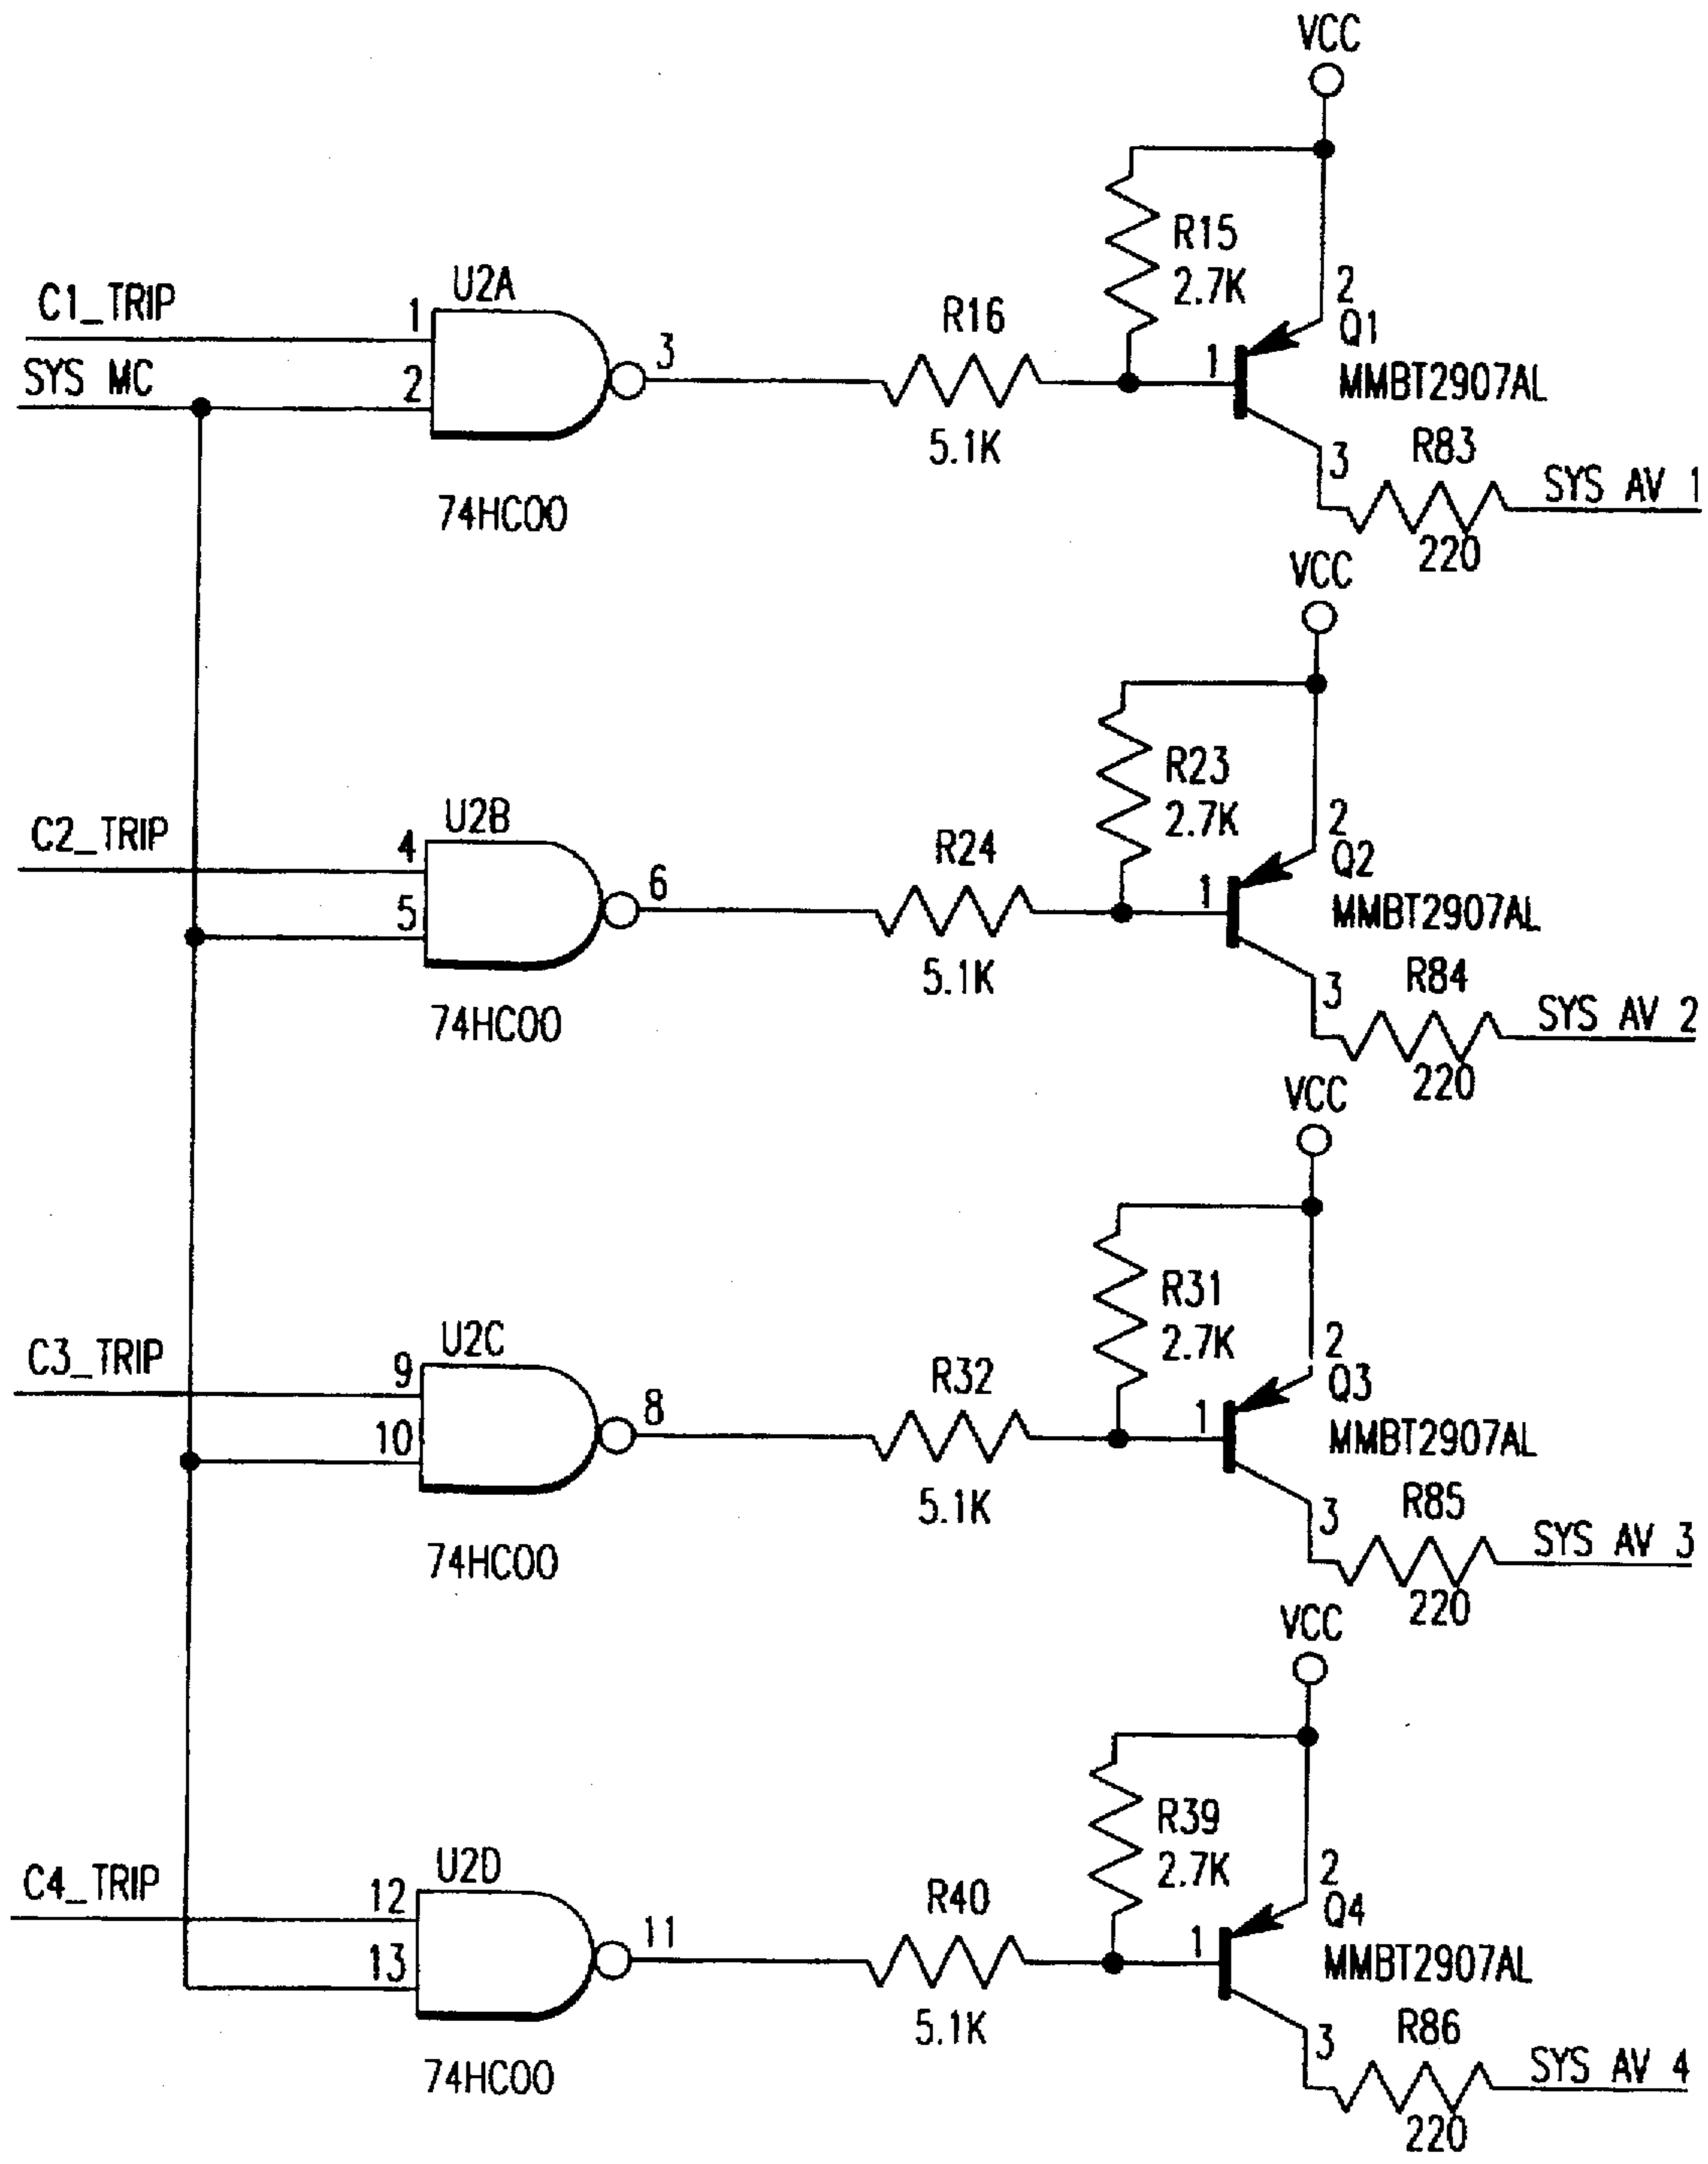 VCC
R15
2.7K
C1_TRIP
SYS MC
1
2
U2A
3
74HC00
R16
5.1K
1
2
Q1
MMBT2907AL
3
R83
220
SYS AV 1
VCC
R23
2.7K
C2_TRIP
4
5
U2B
6
74HC00
R24
5.1K
1
2
Q2
MMBT2907AL
3
R84
220
SYS AV 2
VCC
R31
2.7K
C3_TRIP
9
10
U2C
8
74HC00
R32
5.1K
1
2
Q3
MMBT2907AL
3
R85
220
SYS AV 3
VCC
R39
2.7K
C4_TRIP
12
13
U2D
11
74HC00
R40
5.1K
1
2
Q4
MMBT2907AL
3
R86
220
SYS AV 4